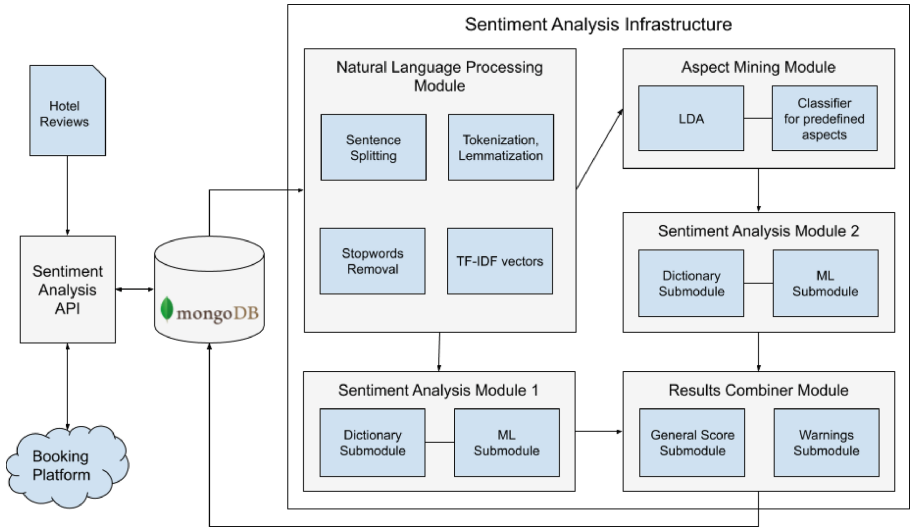 Sentiment Analysis Infrastructure
Hotel
Reviews
Sentiment
Analysis
API
Booking
Platform
mongoDB
Natural Language Processing
Module
Sentence
Splitting
Tokenization,
Lemmatization
Stopwords
Removal
TF-IDF vectors
Aspect Mining Module
LDA
Classifier
for predefined
aspects
Sentiment Analysis Module 2
Dictionary
Submodule
ML
Submodule
Sentiment Analysis Module 1
Dictionary
Submodule
ML
Submodule
Results Combiner Module
General Score
Submodule
Warnings
Submodule